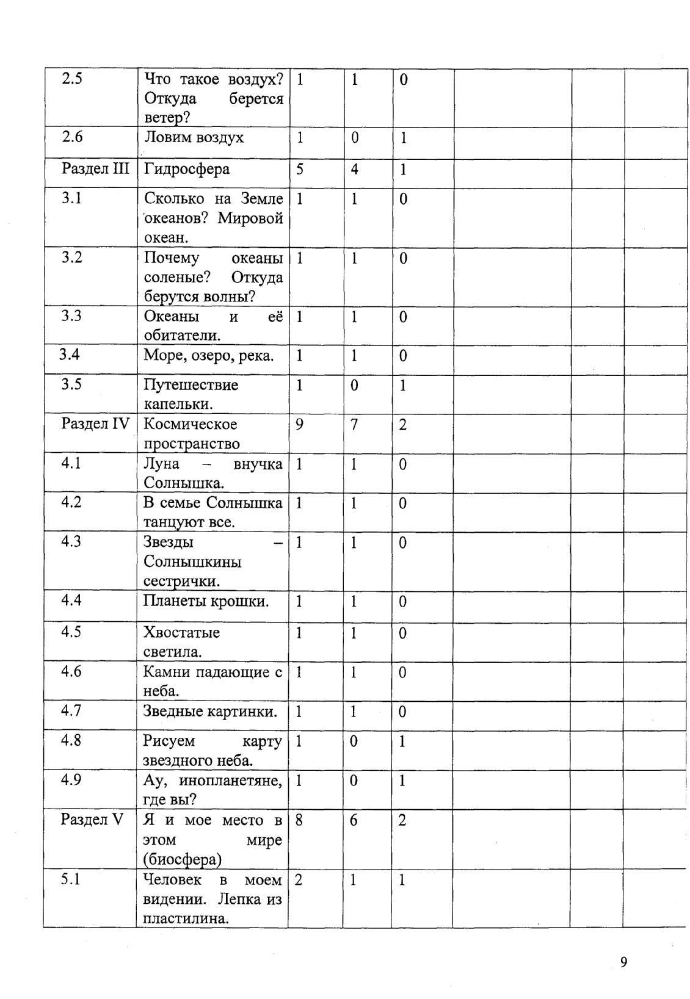 2.5 Что такое воздух? 1 1 0
Откуда берется
ветер?
2.6 Ловим воздух 1 0 1
Раздел III Гидросфера 5 4 1
3.1 Сколько на Земле 1 1 0
океанов? Мировой
океан.
3.2 Почему океаны 1 1 0
соленые? Откуда
берутся волны?
3.3 Океаны и её 1 1 0
обитатели.
3.4 Море, озеро, река. 1 1 0
3.5 Путешествие 1 0 1
капельки.
Раздел IV Космическое 9 7 2
пространство
4.1 Луна – внучка 1 1 0
Солнышка.
4.2 В семье Солнышка 1 1 0
танцуют все.
4.3 Звезды – 1 1 0
Солнышкины
сестрички.
4.4 Планеты крошки. 1 1 0
4.5 Хвостатые 1 1 0
светила.
4.6 Камни падающие с 1 1 0
неба.
4.7 Зведные картинки. 1 1 0
4.8 Рисуем карту 1 0 1
звездного неба.
4.9 Ау, инопланетяне, 1 0 1
где вы?
Раздел V Я и мое место в 8 6 2
этом мире
(биосфера)
5.1 Человек в моем 2 1 1
видении. Лепка из
пластилина.
9